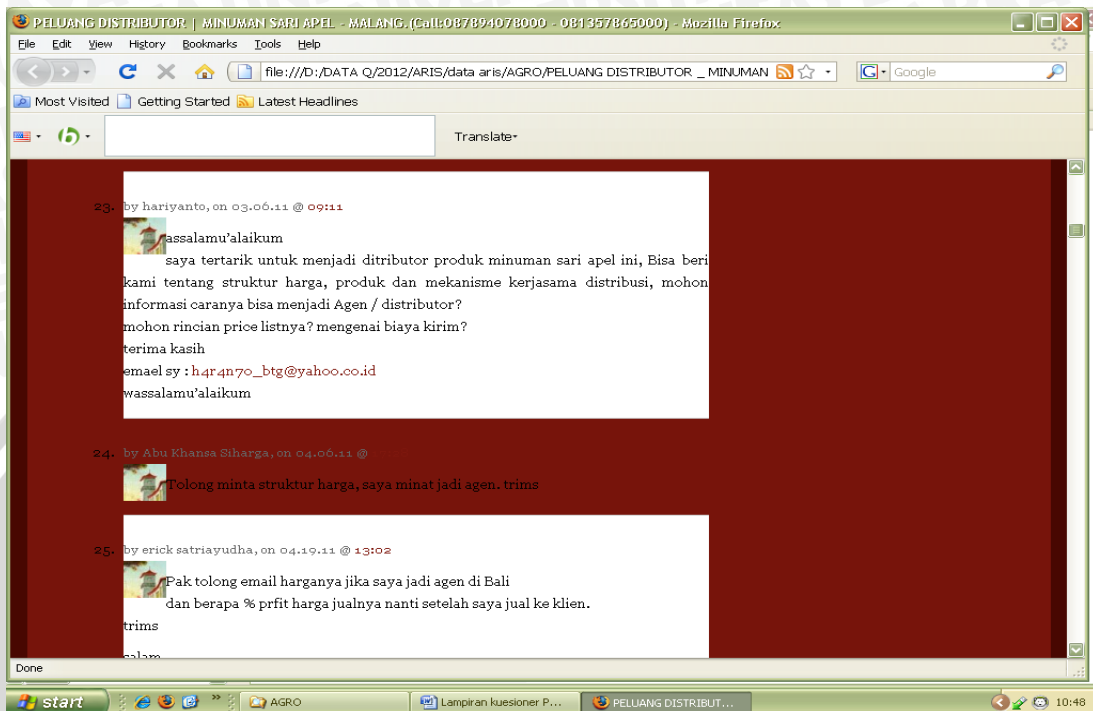 PELUANG DISTRIBUTOR | MINUMAN SARI APEL - MALANG.(Call:087894078000 - 081357865000) - Mozilla Firefox
File Edit View History Bookmarks Tools Help
file:///D:/DATA Q/2012/ARIS/data aris/AGRO/PELUANG DISTRIBUTOR _ MINUMAN
G Google
Most Visited Getting Started Latest Headlines
Translate
23. by hariyanto, on 03.06.11 @ 09:11
assalamu'alaikum
saya tertarik untuk menjadi ditributor produk minuman sari apel ini, Bisa beri
kami tentang struktur harga, produk dan mekanisme kerjasama distribusi, mohon
informasi caranya bisa menjadi Agen / distributor?
mohon rincian price listnya? mengenai biaya kirim?
terima kasih
emael sy : h4r4n70_btg@yahoo.co.id
wassalamu'alaikum
24. by Abu Khansa Siharga, on 04.06.11 @
Tolong minta struktur harga, saya minat jadi agen. trims
25. by erick satriayudha, on 04.19.11 @ 13:02
Pak tolong email harganya jika saya jadi agen di Bali
dan berapa % prfit harga jualnya nanti setelah saya jual ke klien.
trims
salam
Done
start AGRO Lampiran kuesioner P... PELUANG DISTRIBUT... 10:48